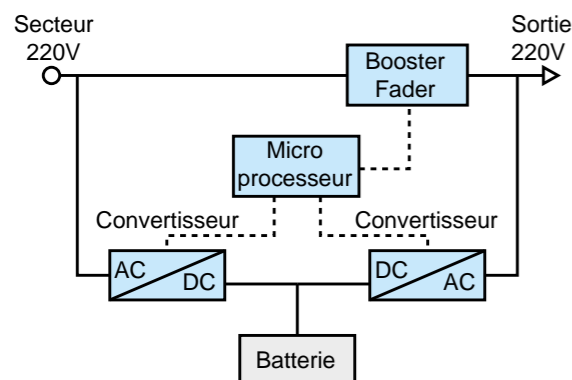 Secteur
220V
Sortie
220V
Booster
Fader
Micro
processeur
Convertisseur
Convertisseur
AC
DC
DC
AC
Batterie